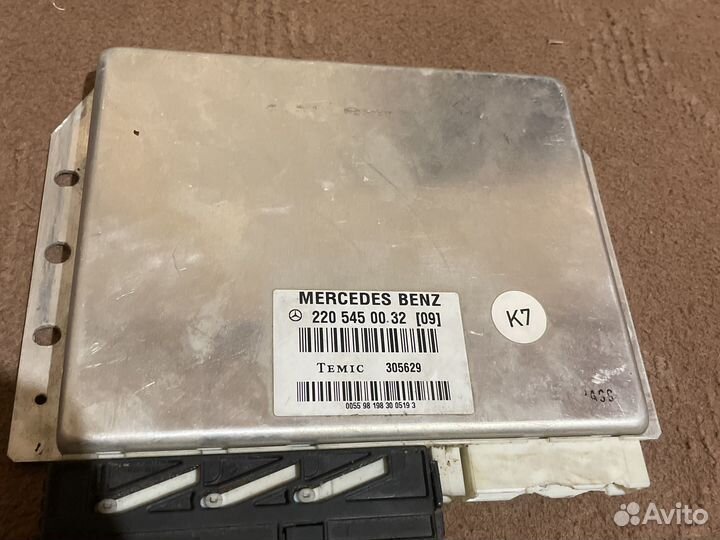 MERCEDES BENZ
220 545 00 32 [09]
K7
TEMIC 305629
0055 98 198 30 0519 3
Avito